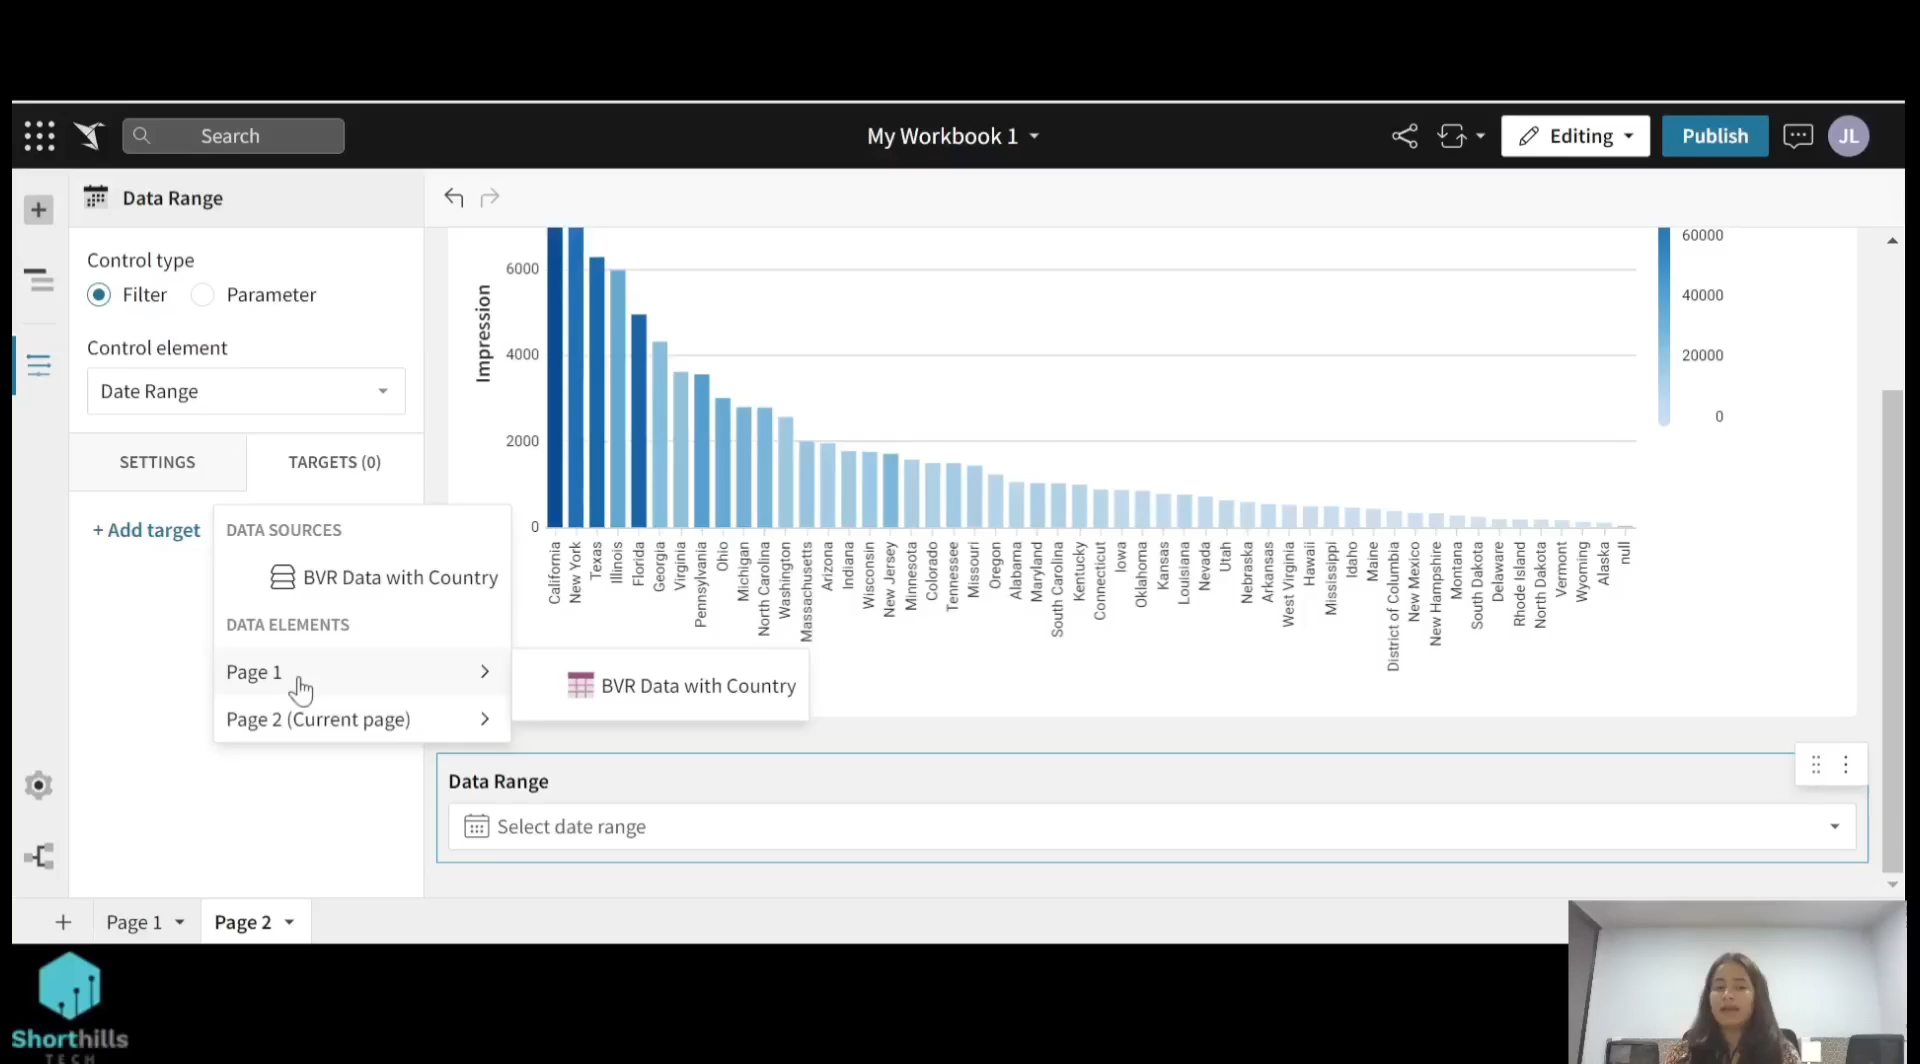 Search
My Workbook 1
Editing
Publish
JL
Data Range
Control type
Filter
Parameter
Control element
Date Range
SETTINGS
TARGETS (0)
+ Add target
DATA SOURCES
BVR Data with Country
DATA ELEMENTS
Page 1
BVR Data with Country
Page 2 (Current page)
Impression
6000
4000
2000
0
California
New York
Texas
Illinois
Florida
Georgia
Virginia
Pennsylvania
Ohio
Michigan
North Carolina
Washington
Massachusetts
Arizona
Indiana
Wisconsin
New Jersey
Minnesota
Colorado
Tennessee
Missouri
Oregon
Alabama
Maryland
South Carolina
Kentucky
Connecticut
Iowa
Oklahoma
Kansas
Louisiana
Nevada
Utah
Nebraska
Arkansas
West Virginia
Hawaii
Mississippi
Idaho
Maine
District of Columbia
New Mexico
New Hampshire
Montana
South Dakota
Delaware
Rhode Island
North Dakota
Vermont
Wyoming
Alaska
null
60000
40000
20000
0
Data Range
Select date range
Page 1
Page 2
Shorthills
TECH